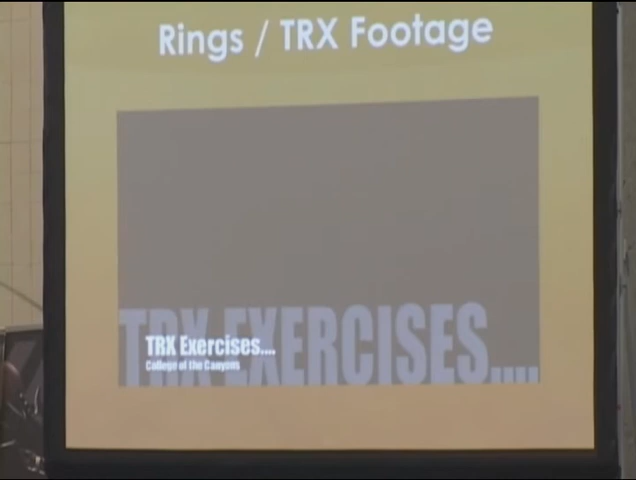 Rings / TRX Footage
TRX EXERCISES....
TRX Exercises....
College of the Canyons